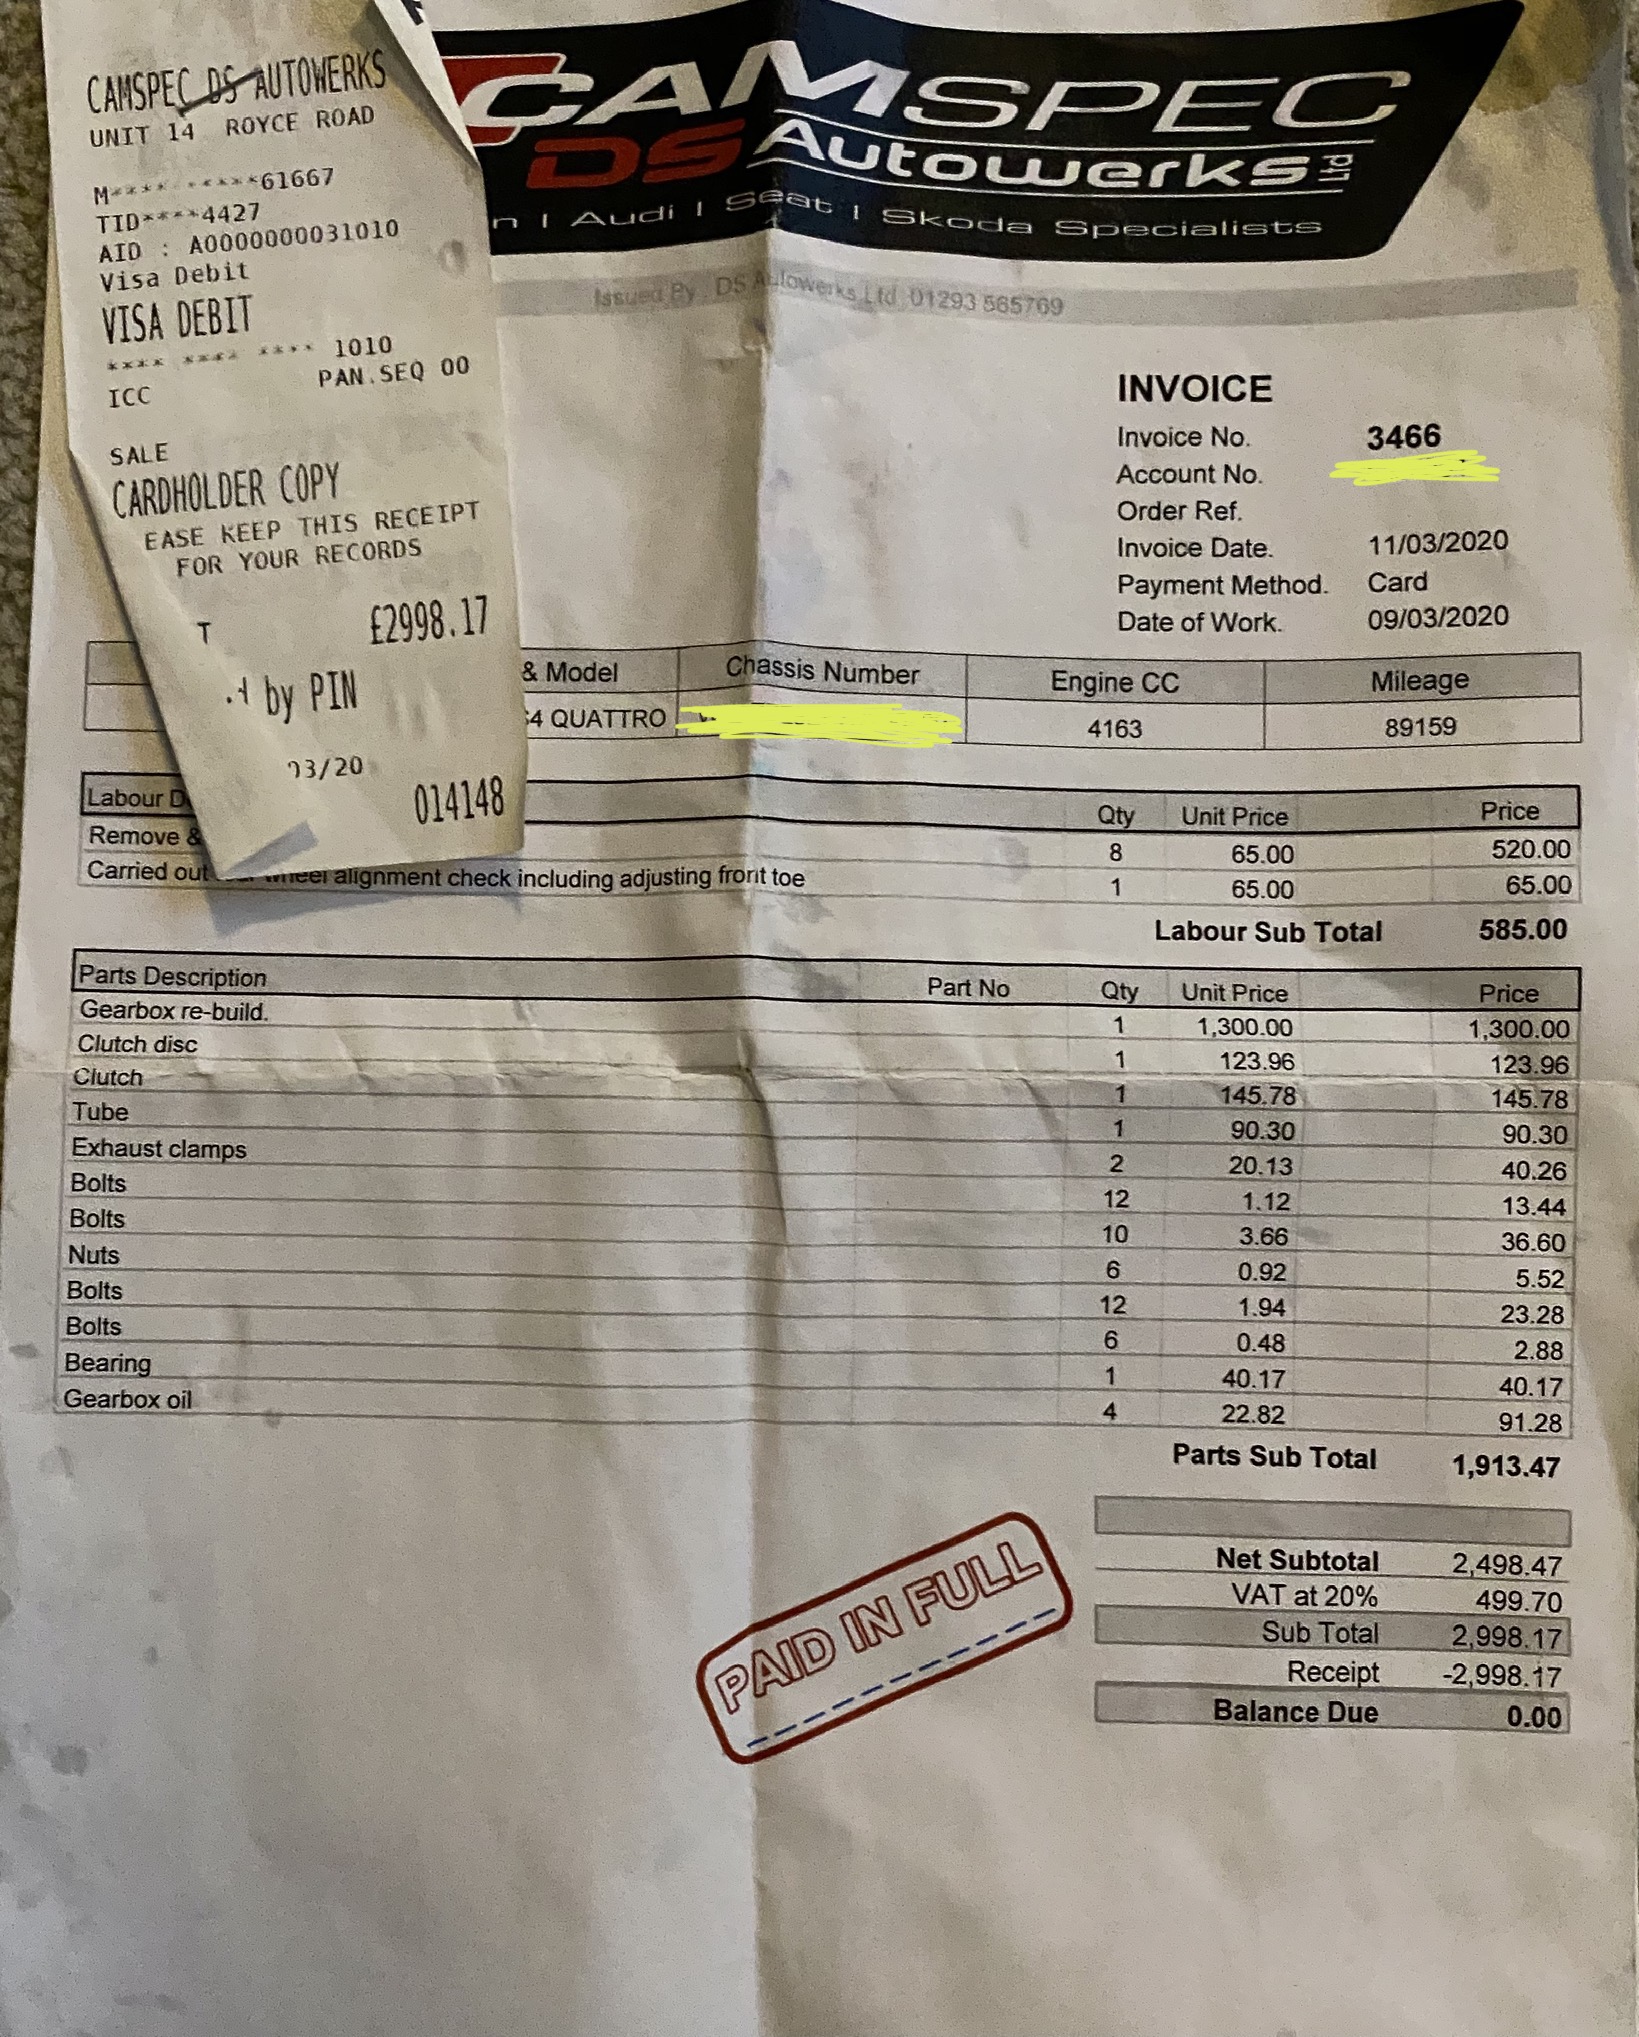 CAMSPEC DS AUTOWERKS
UNIT 14 ROYCE ROAD
M**** *****61667
TID****4427
AID : A0000000031010
Visa Debit
VISA DEBIT
**** **** **** 1010
ICC PAN.SEQ 00
SALE
CARDHOLDER COPY
EASE KEEP THIS RECEIPT
FOR YOUR RECORDS
T £2998.17
by PIN
03/20
014148
CAMSPEC
DS Autowerks Ltd
n | Audi | Seat | Skoda Specialists
Issued By DS Autowerks Ltd 01293 565769
INVOICE
Invoice No. 3466
Account No.
Order Ref.
Invoice Date. 11/03/2020
Payment Method. Card
Date of Work. 09/03/2020
& Model Chassis Number Engine CC Mileage
S4 QUATTRO 4163 89159
Labour D Qty Unit Price Price
Remove & 8 65.00 520.00
Carried out wheel alignment check including adjusting front toe 1 65.00 65.00
Labour Sub Total 585.00
Parts Description Part No Qty Unit Price Price
Gearbox re-build. 1 1,300.00 1,300.00
Clutch disc 1 123.96 123.96
Clutch 1 145.78 145.78
Tube 1 90.30 90.30
Exhaust clamps 2 20.13 40.26
Bolts 12 1.12 13.44
Bolts 10 3.66 36.60
Nuts 6 0.92 5.52
Bolts 12 1.94 23.28
Bolts 6 0.48 2.88
Bearing 1 40.17 40.17
Gearbox oil 4 22.82 91.28
Parts Sub Total 1,913.47
Net Subtotal 2,498.47
VAT at 20% 499.70
Sub Total 2,998.17
Receipt -2,998.17
Balance Due 0.00
PAID IN FULL